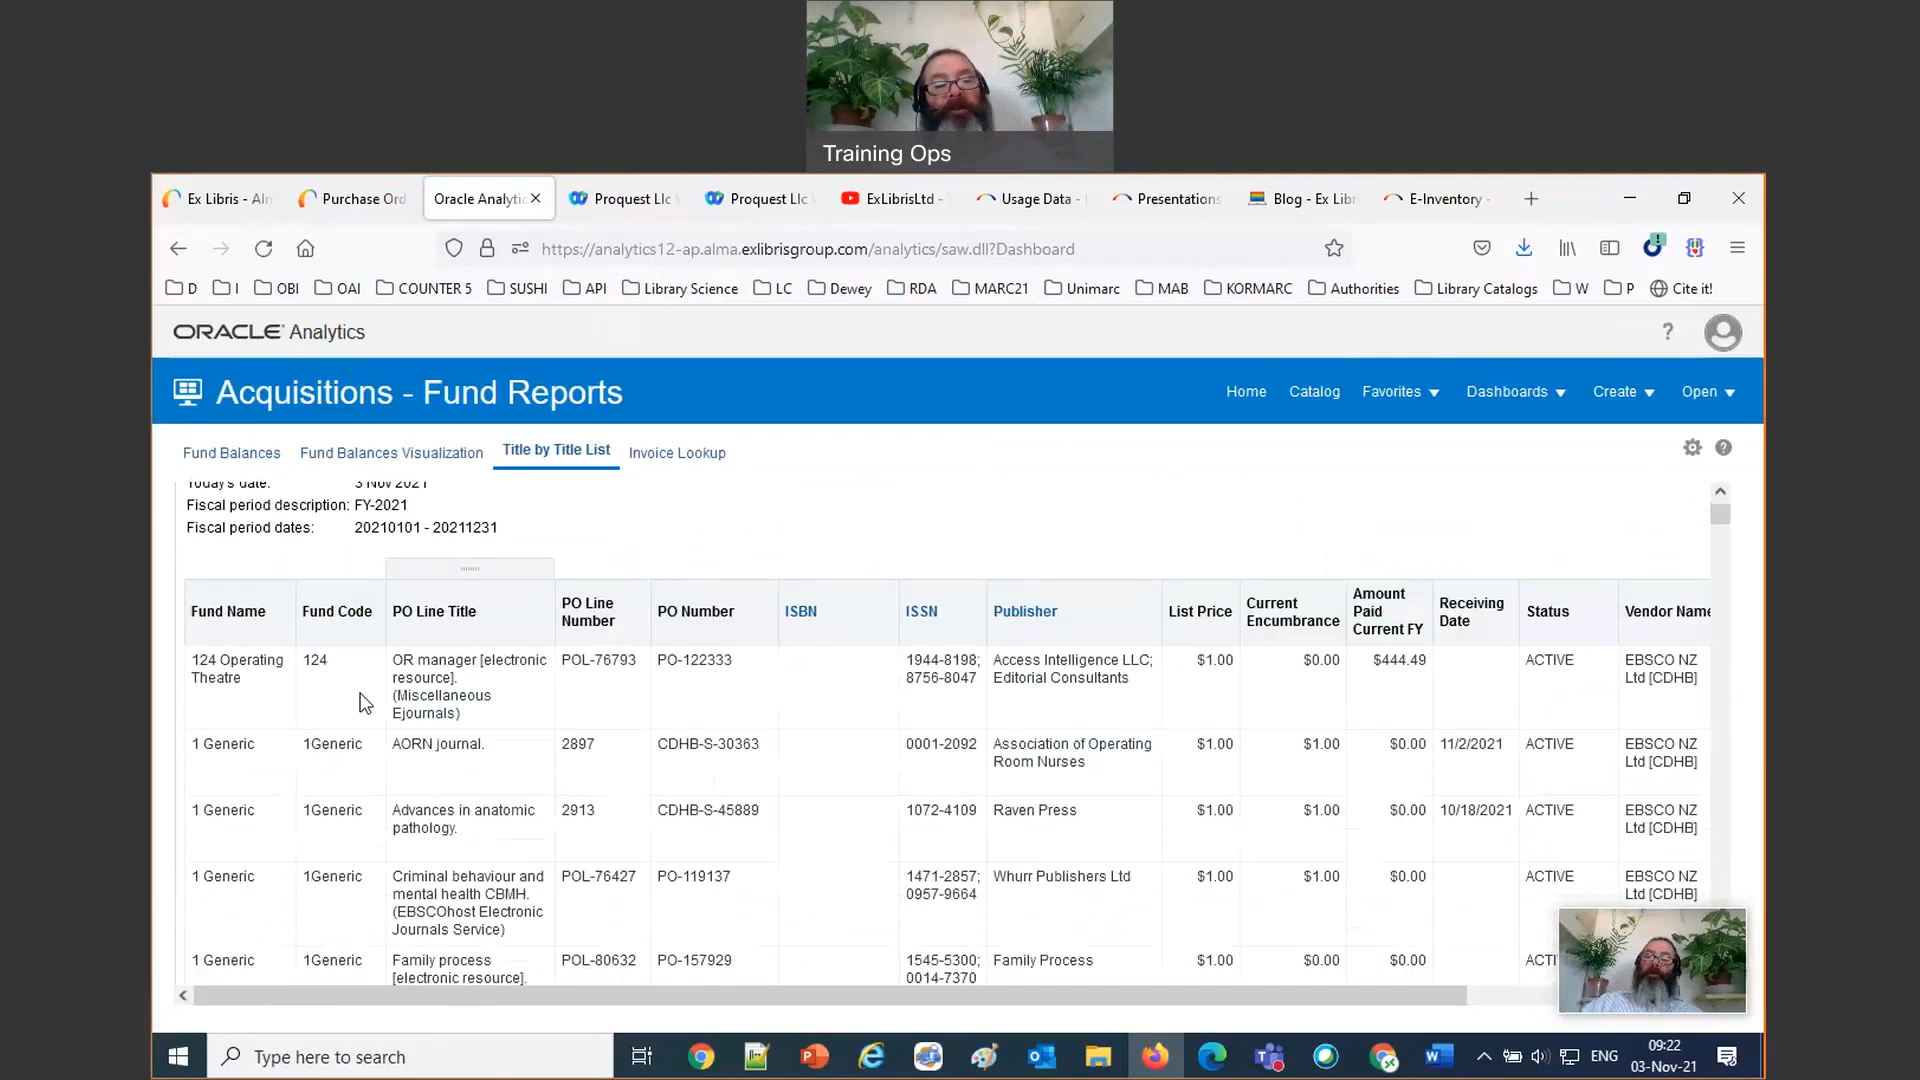 Training Ops
Ex Libris - Alm
Purchase Ord
Oracle Analytic
Proquest Llc
Proquest Llc
ExLibrisLtd -
Usage Data -
Presentations
Blog - Ex Libr
E-Inventory -
https://analytics12-ap.alma.exlibrisgroup.com/analytics/saw.dll?Dashboard
D I OBI OAI COUNTER 5 SUSHI API Library Science LC Dewey RDA MARC21 Unimarc MAB KORMARC Authorities Library Catalogs W P Cite it!
ORACLE Analytics
?
Acquisitions - Fund Reports
Home Catalog Favorites Dashboards Create Open
Fund Balances Fund Balances Visualization Title by Title List Invoice Lookup
Today's date: 3 Nov 2021
Fiscal period description: FY-2021
Fiscal period dates: 20210101 - 20211231
Fund Name Fund Code PO Line Title PO Line Number PO Number ISBN ISSN Publisher List Price Current Encumbrance Amount Paid Current FY Receiving Date Status Vendor Name
124 Operating Theatre 124 OR manager [electronic resource]. (Miscellaneous Ejournals) POL-76793 PO-122333 1944-8198; 8756-8047 Access Intelligence LLC; Editorial Consultants $1.00 $0.00 $444.49 ACTIVE EBSCO NZ Ltd [CDHB]
1 Generic 1Generic AORN journal. 2897 CDHB-S-30363 0001-2092 Association of Operating Room Nurses $1.00 $1.00 $0.00 11/2/2021 ACTIVE EBSCO NZ Ltd [CDHB]
1 Generic 1Generic Advances in anatomic pathology. 2913 CDHB-S-45889 1072-4109 Raven Press $1.00 $1.00 $0.00 10/18/2021 ACTIVE EBSCO NZ Ltd [CDHB]
1 Generic 1Generic Criminal behaviour and mental health CBMH. (EBSCOhost Electronic Journals Service) POL-76427 PO-119137 1471-2857; 0957-9664 Whurr Publishers Ltd $1.00 $1.00 $0.00 ACTIVE EBSCO NZ Ltd [CDHB]
1 Generic 1Generic Family process [electronic resource]. POL-80632 PO-157929 1545-5300; 0014-7370 Family Process $1.00 $0.00 $0.00 ACTI
Type here to search
ENG
09:22
03-Nov-21